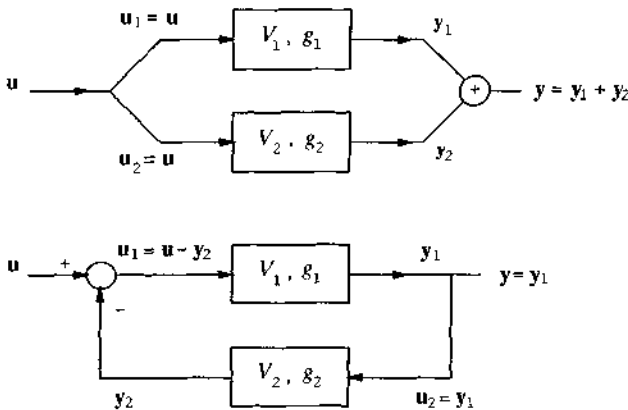 u₁ = u
V₁, g₁
y₁
u
+
y = y₁ + y₂
u₂ = u
V₂, g₂
y₂
u
+
u₁ = u - y₂
V₁, g₁
y₁
y = y₁
-
V₂, g₂
y₂
u₂ = y₁